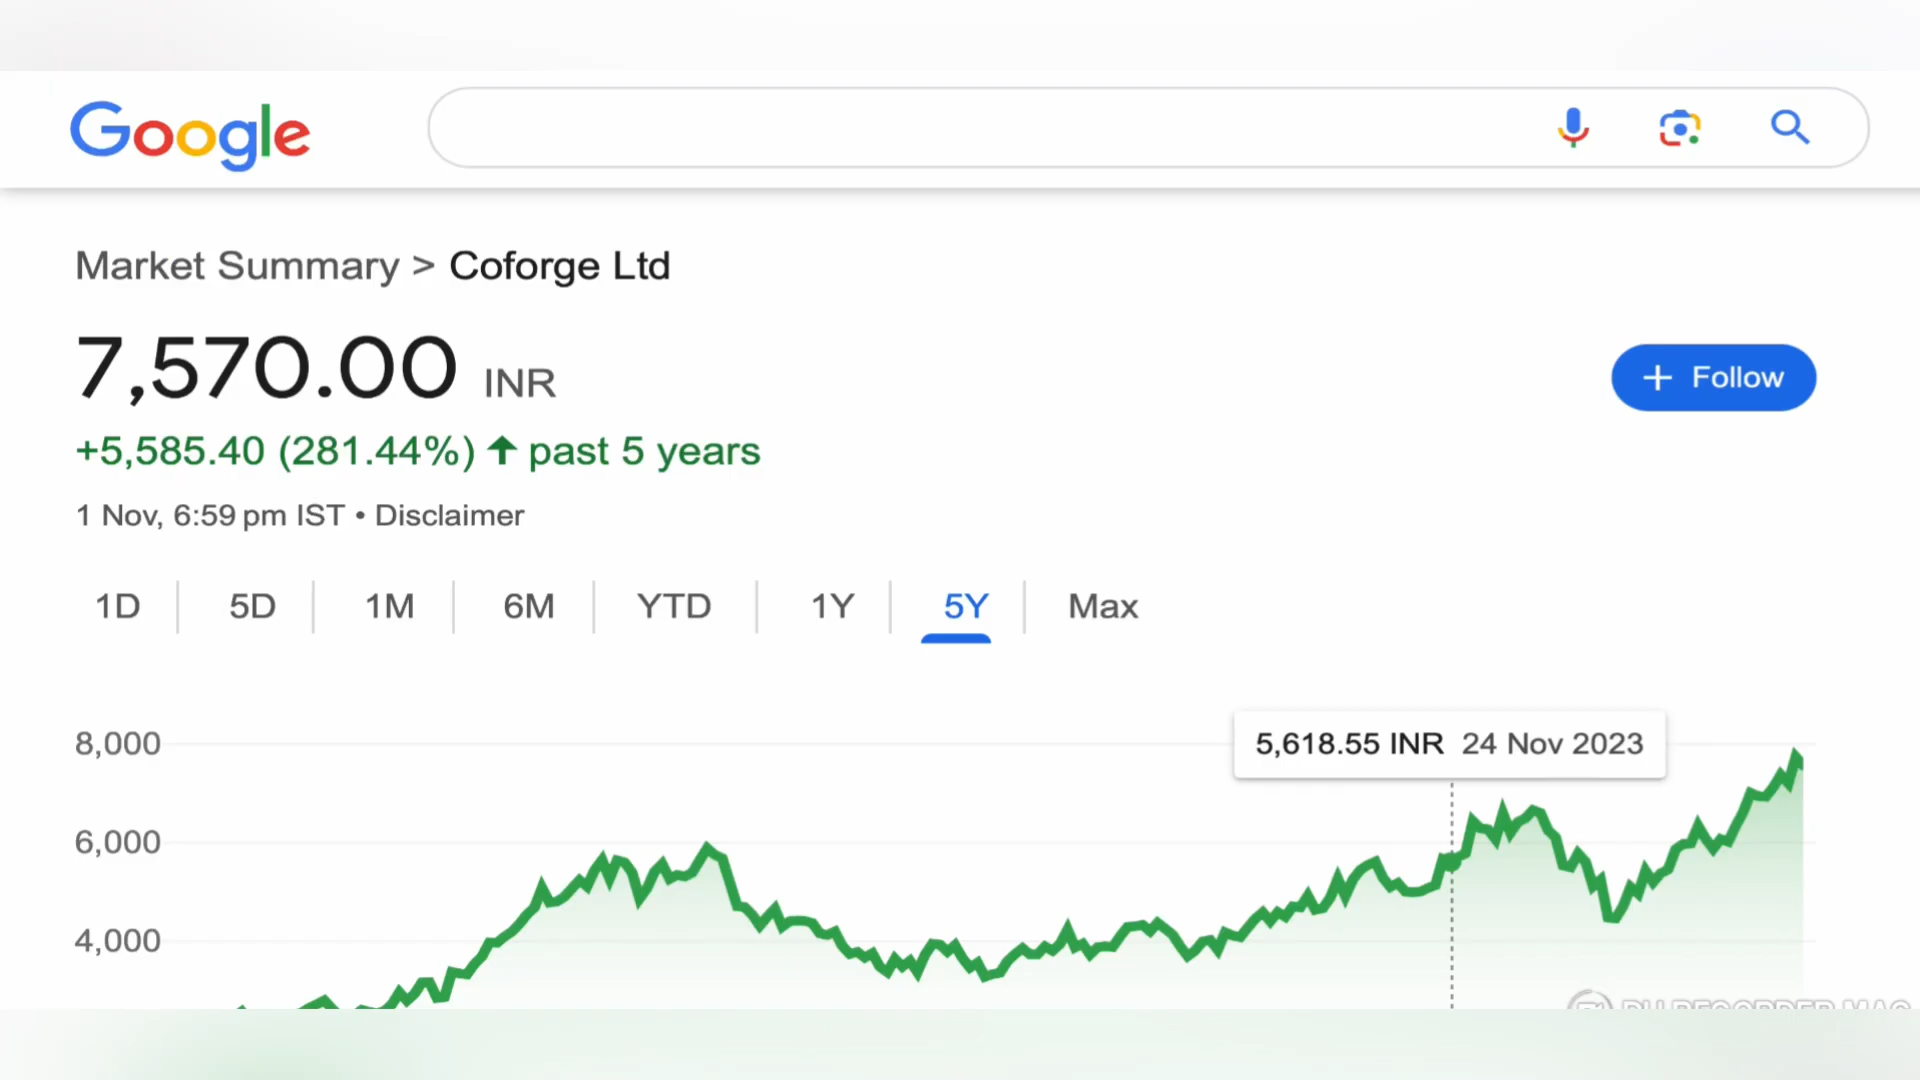 Google
Market Summary > Coforge Ltd
7,570.00 INR
+ Follow
+5,585.40 (281.44%) ↑ past 5 years
1 Nov, 6:59 pm IST • Disclaimer
1D 5D 1M 6M YTD 1Y 5Y Max
5,618.55 INR 24 Nov 2023
8,000
6,000
4,000